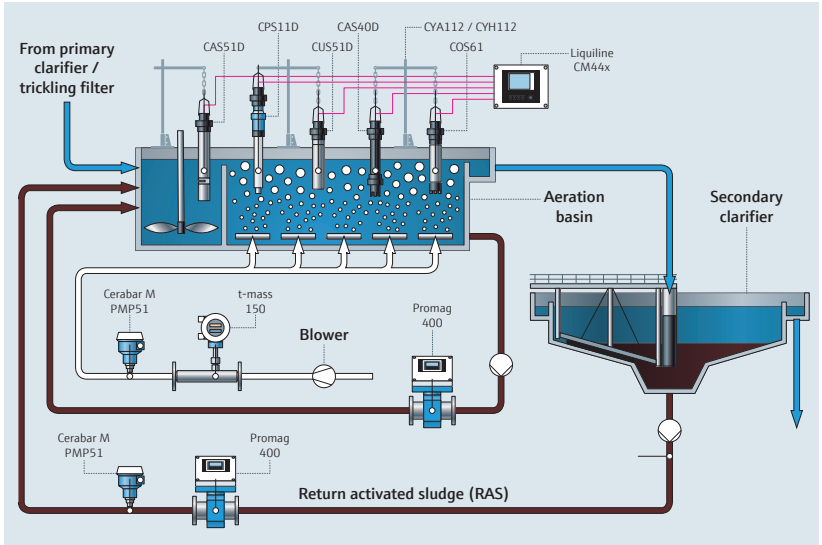 From primary
clarifier /
trickling filter
CAS51D
CPS11D
CUS51D
CAS40D
CYA112 / CYH112
COS61
Liquiline
CM44x
Aeration
basin
Secondary
clarifier
Cerabar M
PMP51
t-mass
150
Blower
Promag
400
Cerabar M
PMP51
Promag
400
Return activated sludge (RAS)